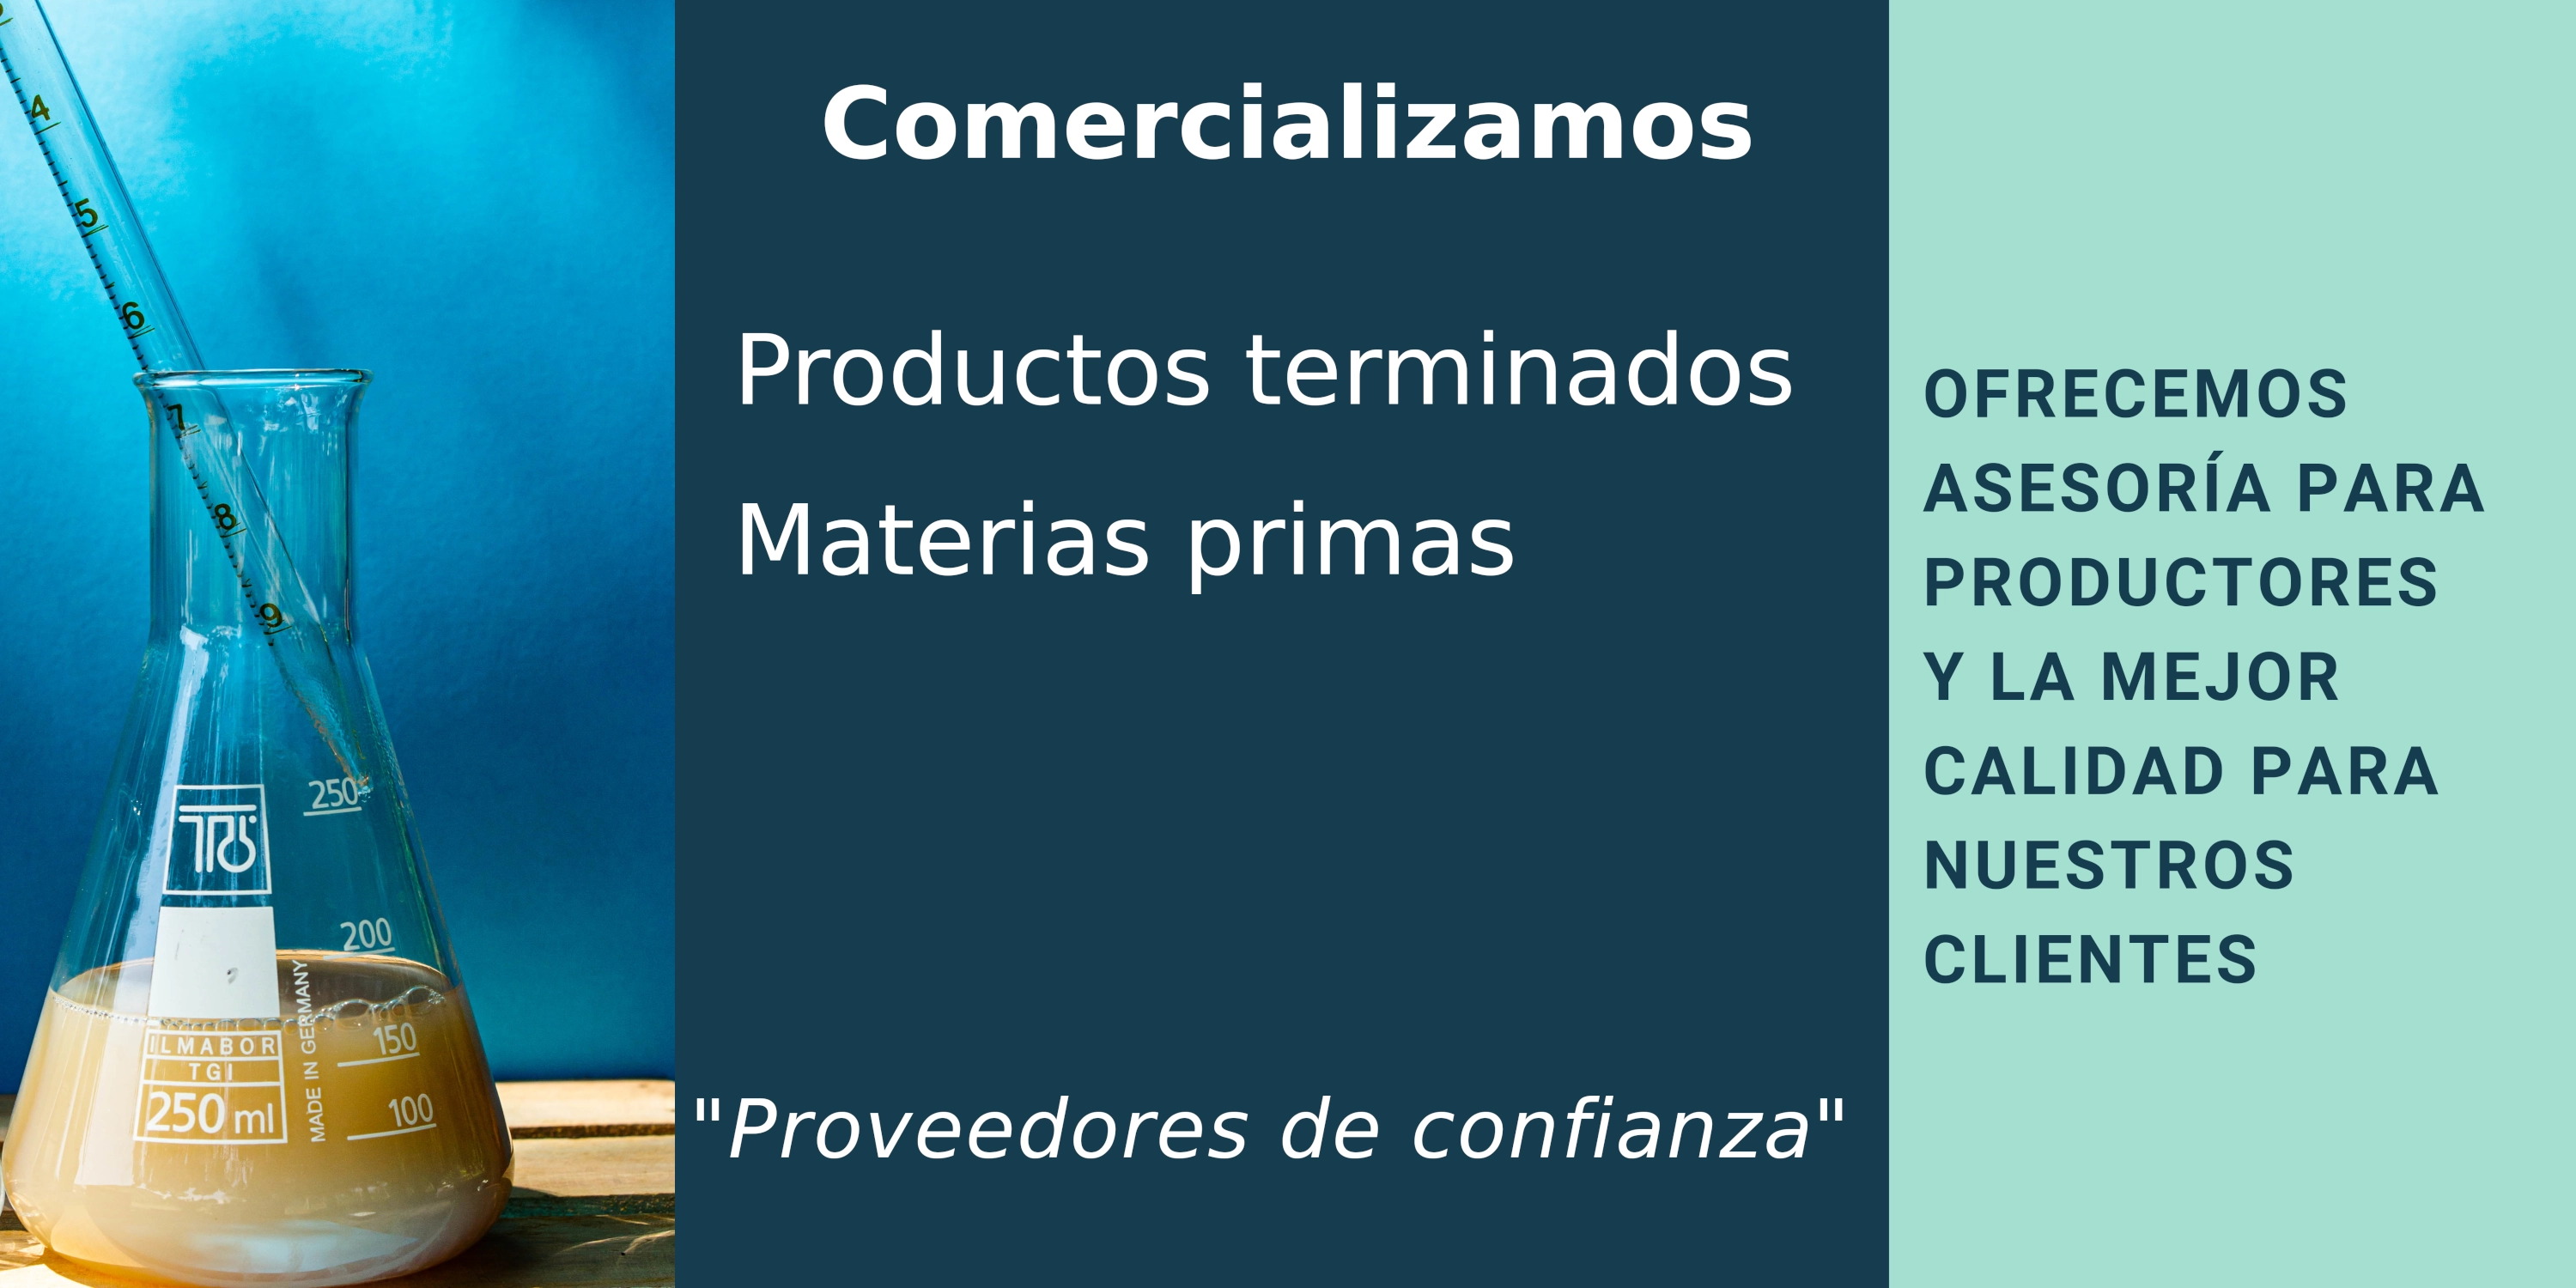 4
5
6
7
8
9
250
200
150
100
ILMABOR
TGI
250 ml
MADE IN GERMANY
Comercializamos
Productos terminados
Materias primas
"Proveedores de confianza"
OFRECEMOS
ASESORÍA PARA
PRODUCTORES
Y LA MEJOR
CALIDAD PARA
NUESTROS
CLIENTES